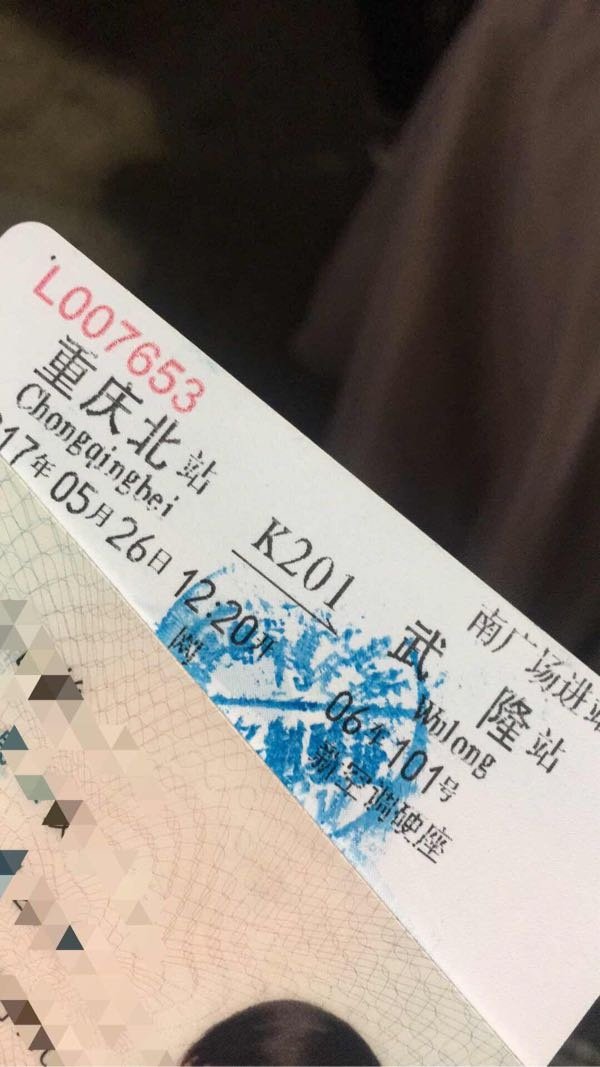 L007653
重庆北站
Chongqingbei
K201
武隆站
Wulong
南广场进站
17年05月26日12:20开
06车101号
网
新空调硬座